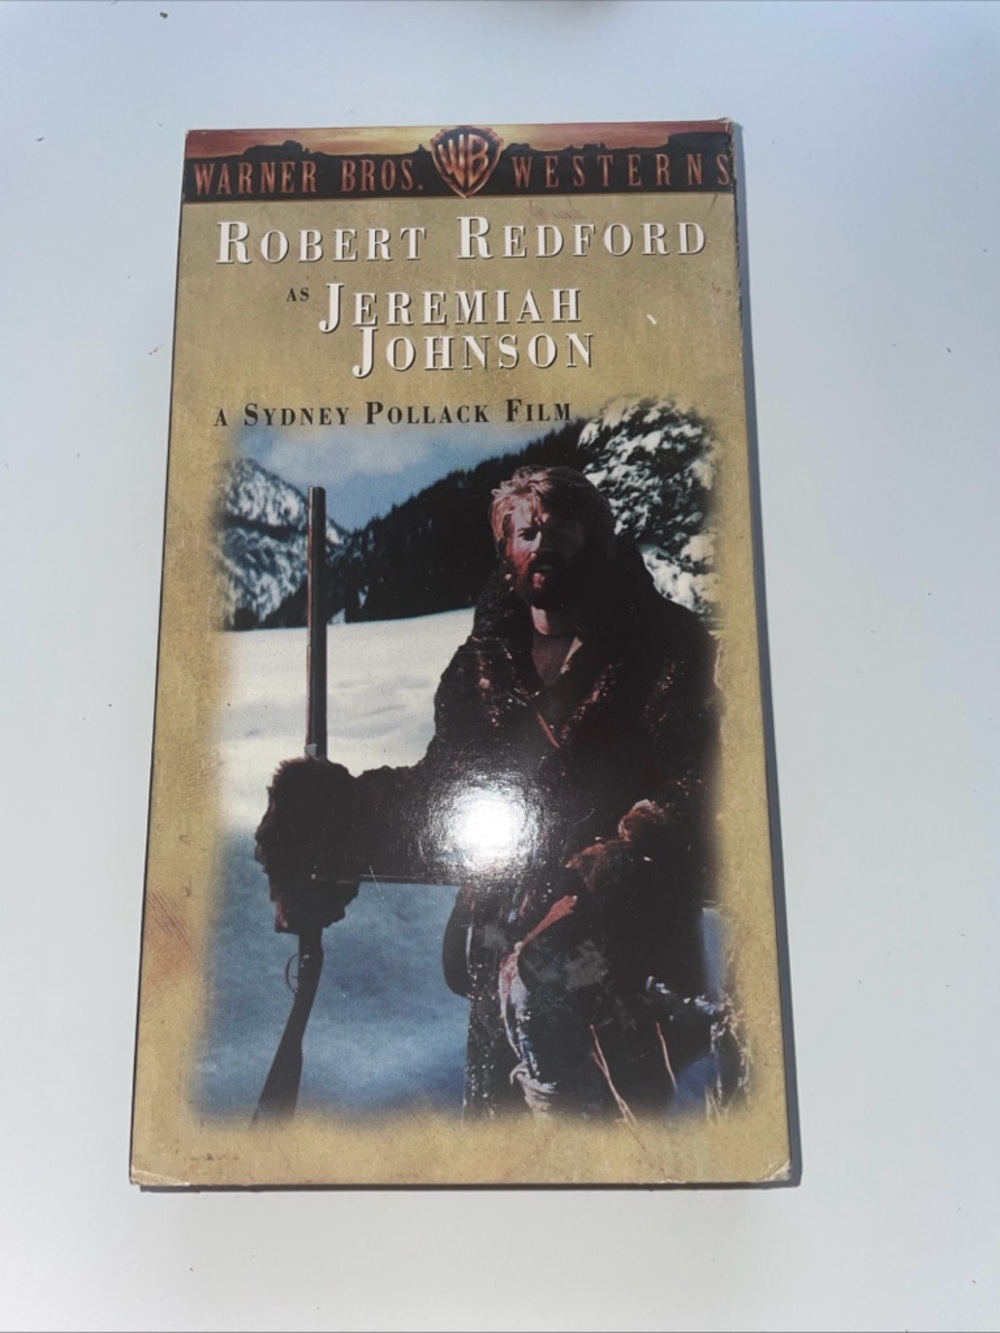 WARNER BROS. WB WESTERNS
ROBERT REDFORD
AS JEREMIAH
JOHNSON
A SYDNEY POLLACK FILM